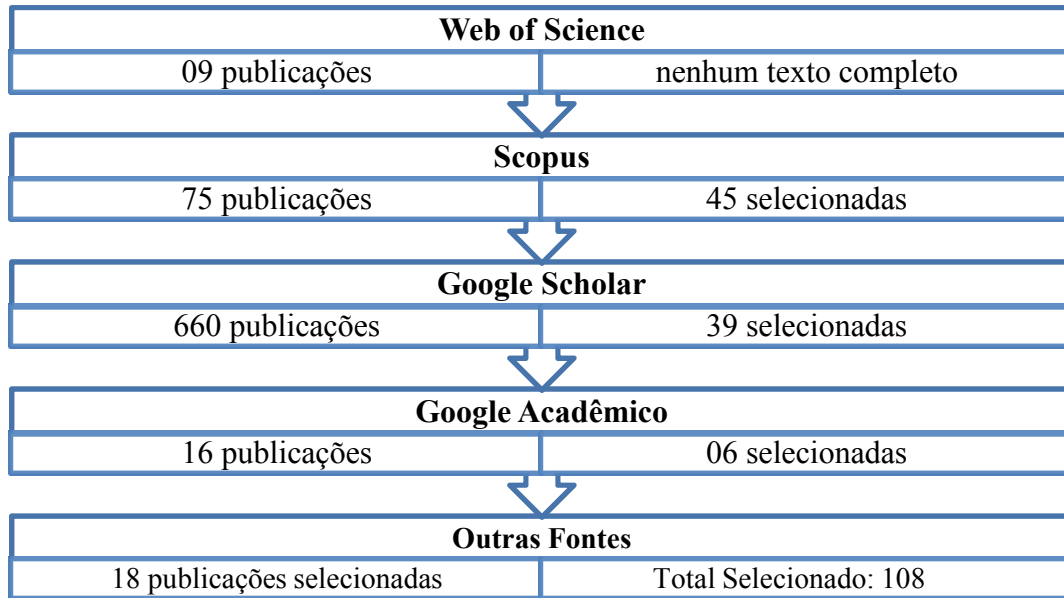 Web of Science
09 publicações nenhum texto completo
Scopus
75 publicações 45 selecionadas
Google Scholar
660 publicações 39 selecionadas
Google Acadêmico
16 publicações 06 selecionadas
Outras Fontes
18 publicações selecionadas Total Selecionado: 108